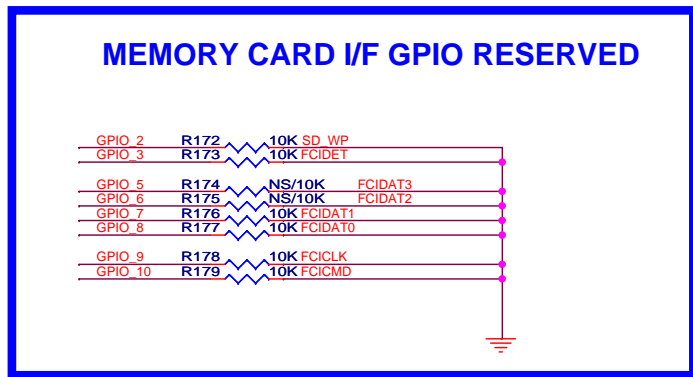 MEMORY CARD I/F GPIO RESERVED
GPIO_2 R172 10K SD_WP
GPIO_3 R173 10K FCIDET
GPIO_5 R174 NS/10K FCIDAT3
GPIO_6 R175 NS/10K FCIDAT2
GPIO_7 R176 10K FCIDAT1
GPIO_8 R177 10K FCIDAT0
GPIO_9 R178 10K FCICLK
GPIO_10 R179 10K FCICMD